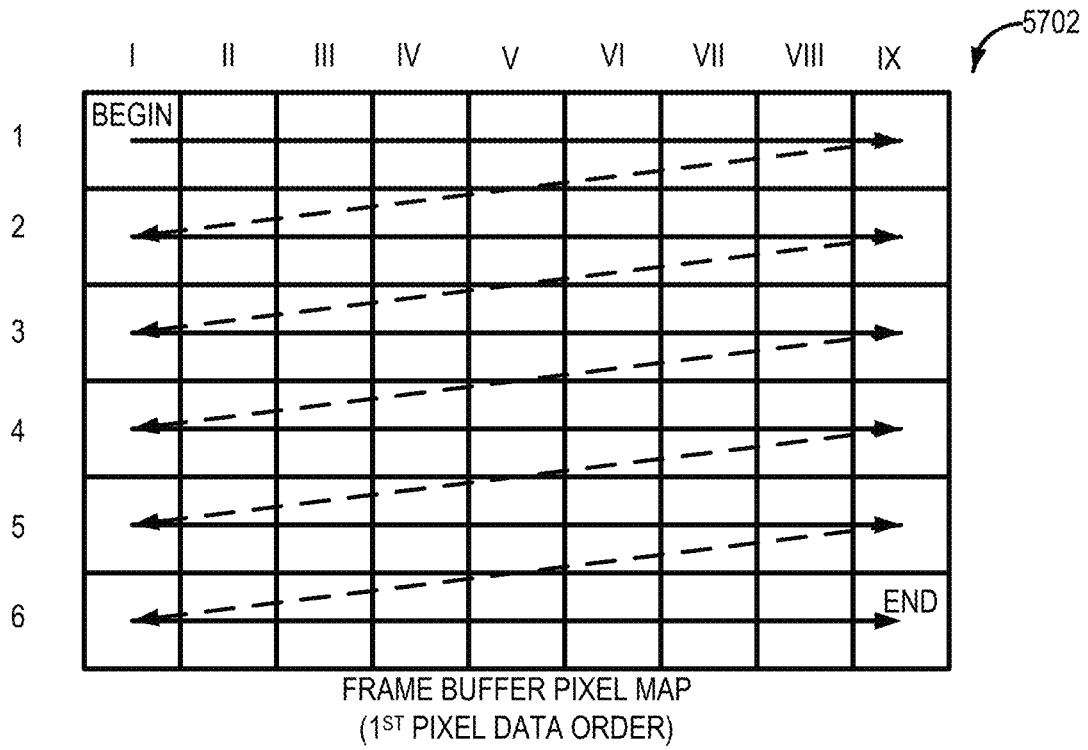 5702
I II III IV V VI VII VIII IX
BEGIN
1
2
3
4
5
6
END
FRAME BUFFER PIXEL MAP
(1ST PIXEL DATA ORDER)